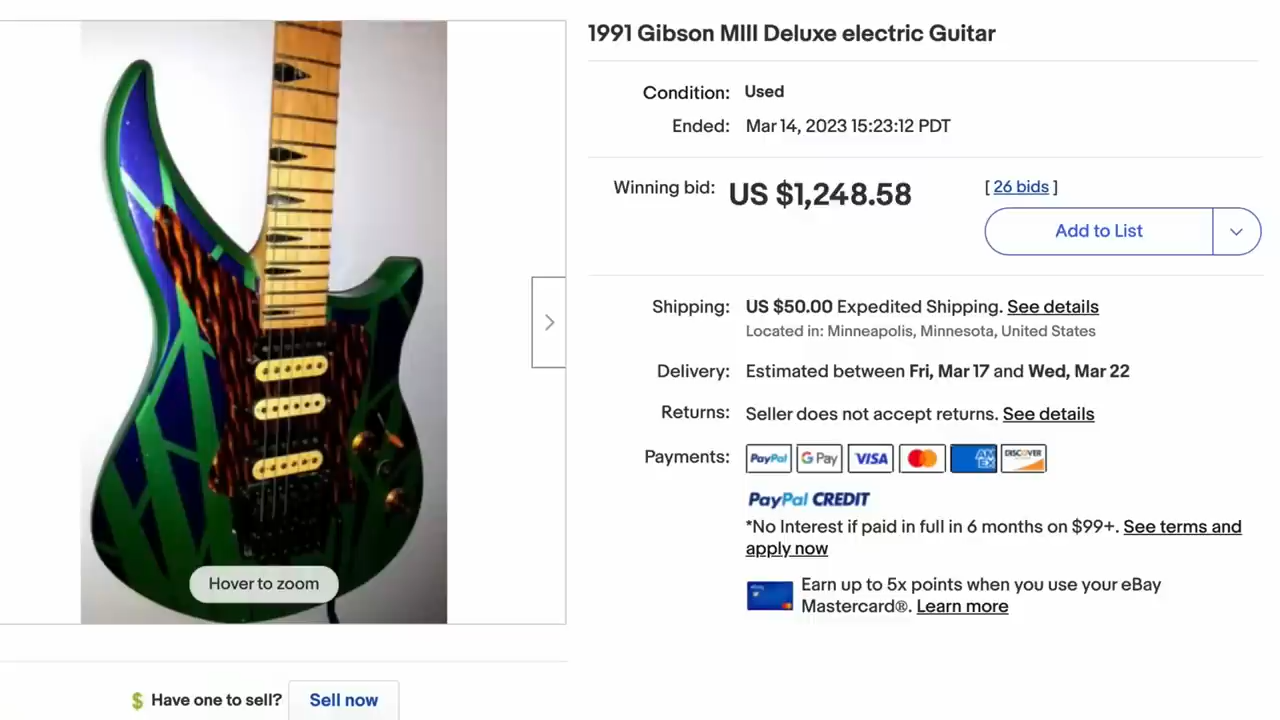 1991 Gibson MIII Deluxe electric Guitar
Condition: Used
Ended: Mar 14, 2023 15:23:12 PDT
Winning bid: US $1,248.58 [ 26 bids ]
Add to List
Shipping: US $50.00 Expedited Shipping. See details
Located in: Minneapolis, Minnesota, United States
Delivery: Estimated between Fri, Mar 17 and Wed, Mar 22
Returns: Seller does not accept returns. See details
Payments: PayPal G Pay VISA AM EX DISCOVER
PayPal CREDIT
*No Interest if paid in full in 6 months on $99+. See terms and
apply now
Earn up to 5x points when you use your eBay
Mastercard®. Learn more
Hover to zoom
$ Have one to sell? Sell now